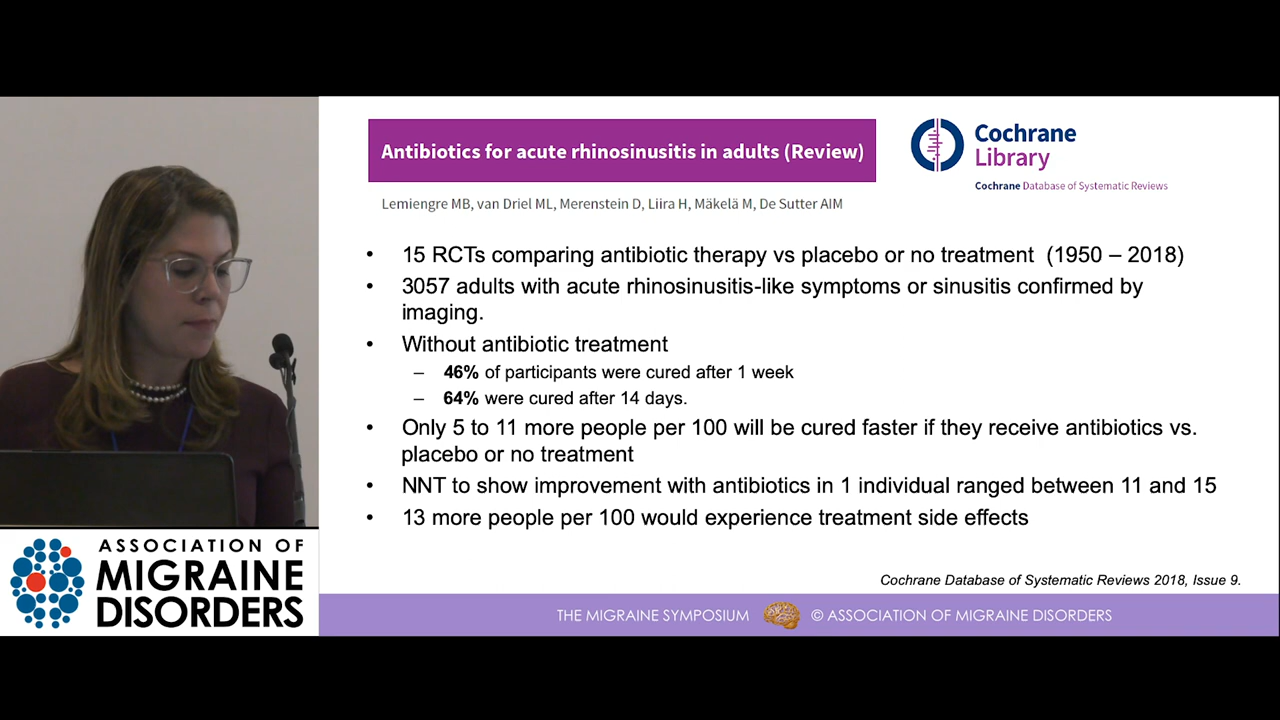 Antibiotics for acute rhinosinusitis in adults (Review)
Cochrane
Library
Cochrane Database of Systematic Reviews
Lemiengre MB, van Driel ML, Merenstein D, Liira H, Mäkelä M, De Sutter AIM
• 15 RCTs comparing antibiotic therapy vs placebo or no treatment (1950 – 2018)
• 3057 adults with acute rhinosinusitis-like symptoms or sinusitis confirmed by
imaging.
• Without antibiotic treatment
– 46% of participants were cured after 1 week
– 64% were cured after 14 days.
• Only 5 to 11 more people per 100 will be cured faster if they receive antibiotics vs.
placebo or no treatment
• NNT to show improvement with antibiotics in 1 individual ranged between 11 and 15
• 13 more people per 100 would experience treatment side effects
Cochrane Database of Systematic Reviews 2018, Issue 9.
ASSOCIATION OF
MIGRAINE
DISORDERS
THE MIGRAINE SYMPOSIUM © ASSOCIATION OF MIGRAINE DISORDERS